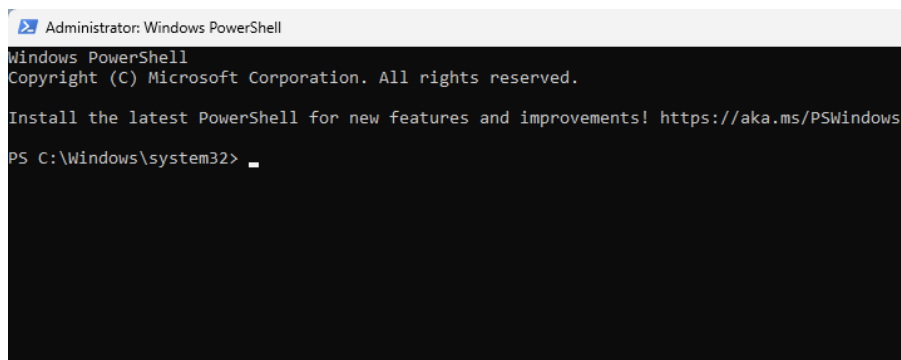 Administrator: Windows PowerShell
Windows PowerShell
Copyright (C) Microsoft Corporation. All rights reserved.
Install the latest PowerShell for new features and improvements! https://aka.ms/PSWindows
PS C:\Windows\system32>